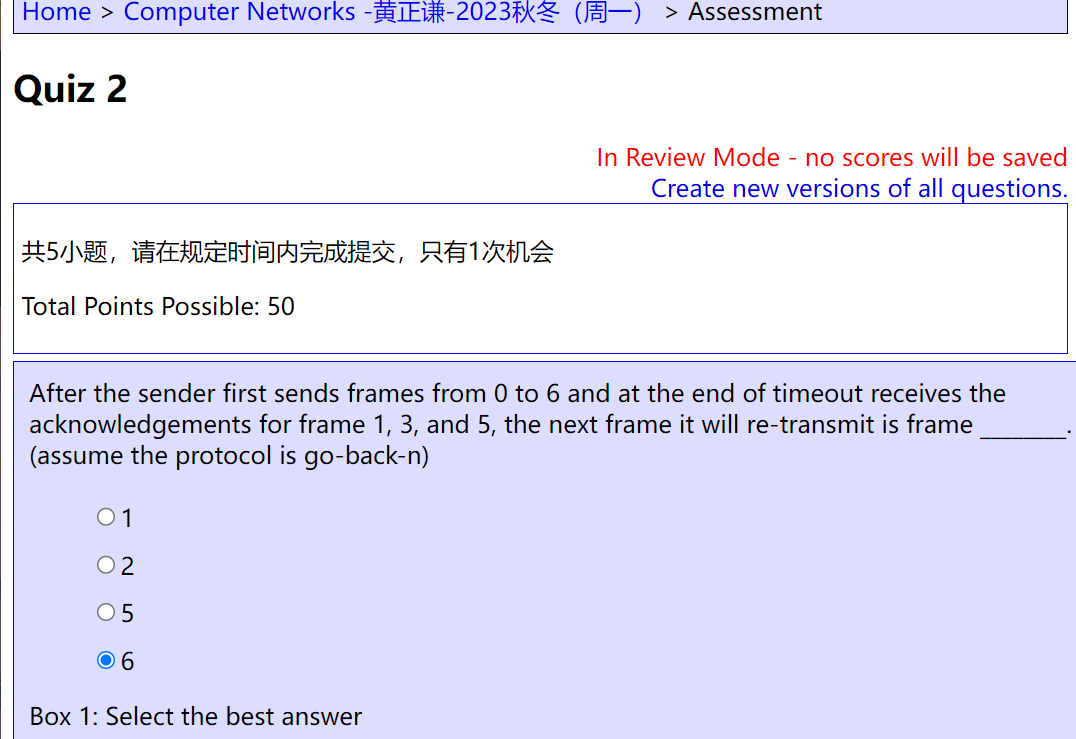 Home > Computer Networks -黄正谦-2023秋冬（周一） > Assessment
Quiz 2
In Review Mode - no scores will be saved
Create new versions of all questions.
共5小题，请在规定时间内完成提交，只有1次机会
Total Points Possible: 50
After the sender first sends frames from 0 to 6 and at the end of timeout receives the
acknowledgements for frame 1, 3, and 5, the next frame it will re-transmit is frame ________.
(assume the protocol is go-back-n)
1
2
5
6
Box 1: Select the best answer